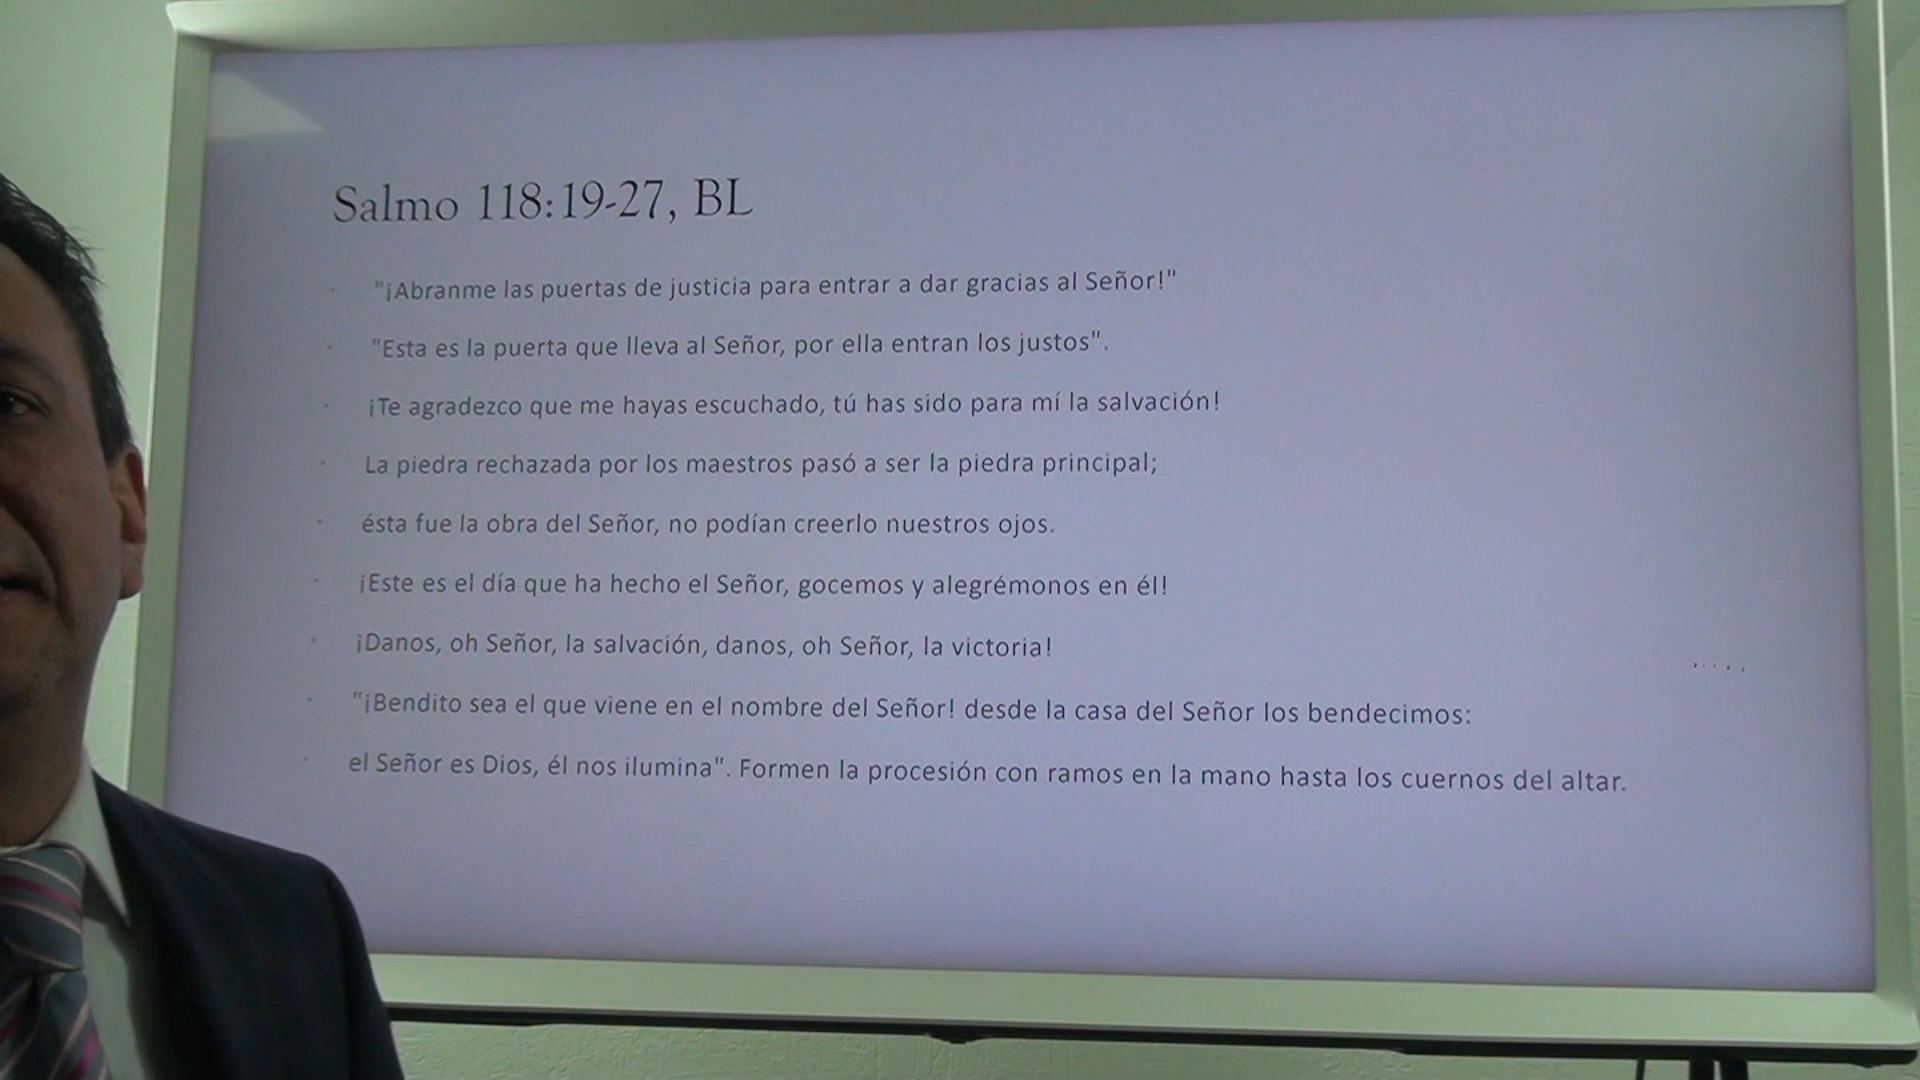 Salmo 118:19-27, BL
"¡Abranme las puertas de justicia para entrar a dar gracias al Señor!"
"Esta es la puerta que lleva al Señor, por ella entran los justos".
¡Te agradezco que me hayas escuchado, tú has sido para mí la salvación!
La piedra rechazada por los maestros pasó a ser la piedra principal;
ésta fue la obra del Señor, no podían creerlo nuestros ojos.
¡Este es el día que ha hecho el Señor, gocemos y alegrémonos en él!
¡Danos, oh Señor, la salvación, danos, oh Señor, la victoria!
"¡Bendito sea el que viene en el nombre del Señor! desde la casa del Señor los bendecimos:
el Señor es Dios, él nos ilumina". Formen la procesión con ramos en la mano hasta los cuernos del altar.